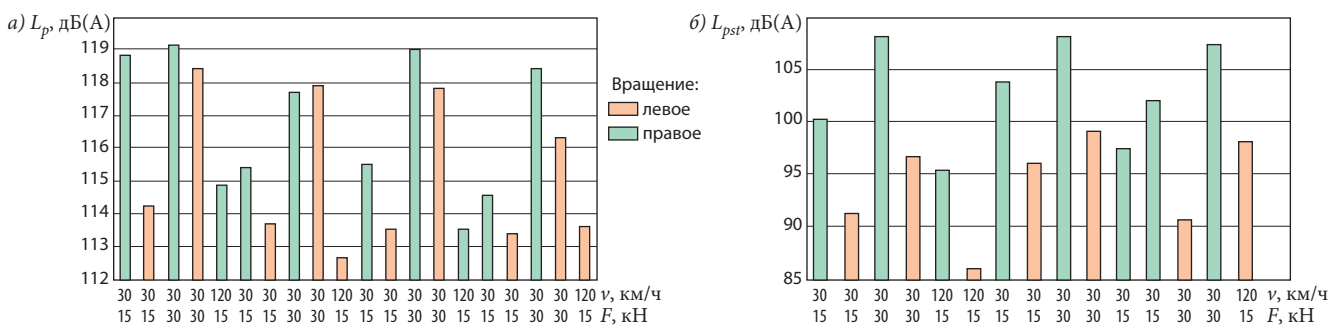 а) Lp, дБ(А)
119
118
117
116
115
114
113
112
30 30 30 30 120 30 30 30 30 120 30 30 30 30 120 30 30 30 30 120 v, км/ч
15 15 30 30 15 15 15 30 30 15 15 15 30 30 15 15 15 30 30 15 F, кН
Вращение:
левое
правое
б) Lpst, дБ(А)
105
100
95
90
85
30 30 30 30 120 120 30 30 30 30 30 30 30 30 120 v, км/ч
15 15 30 30 15 15 15 15 30 30 15 15 30 30 15 F, кН